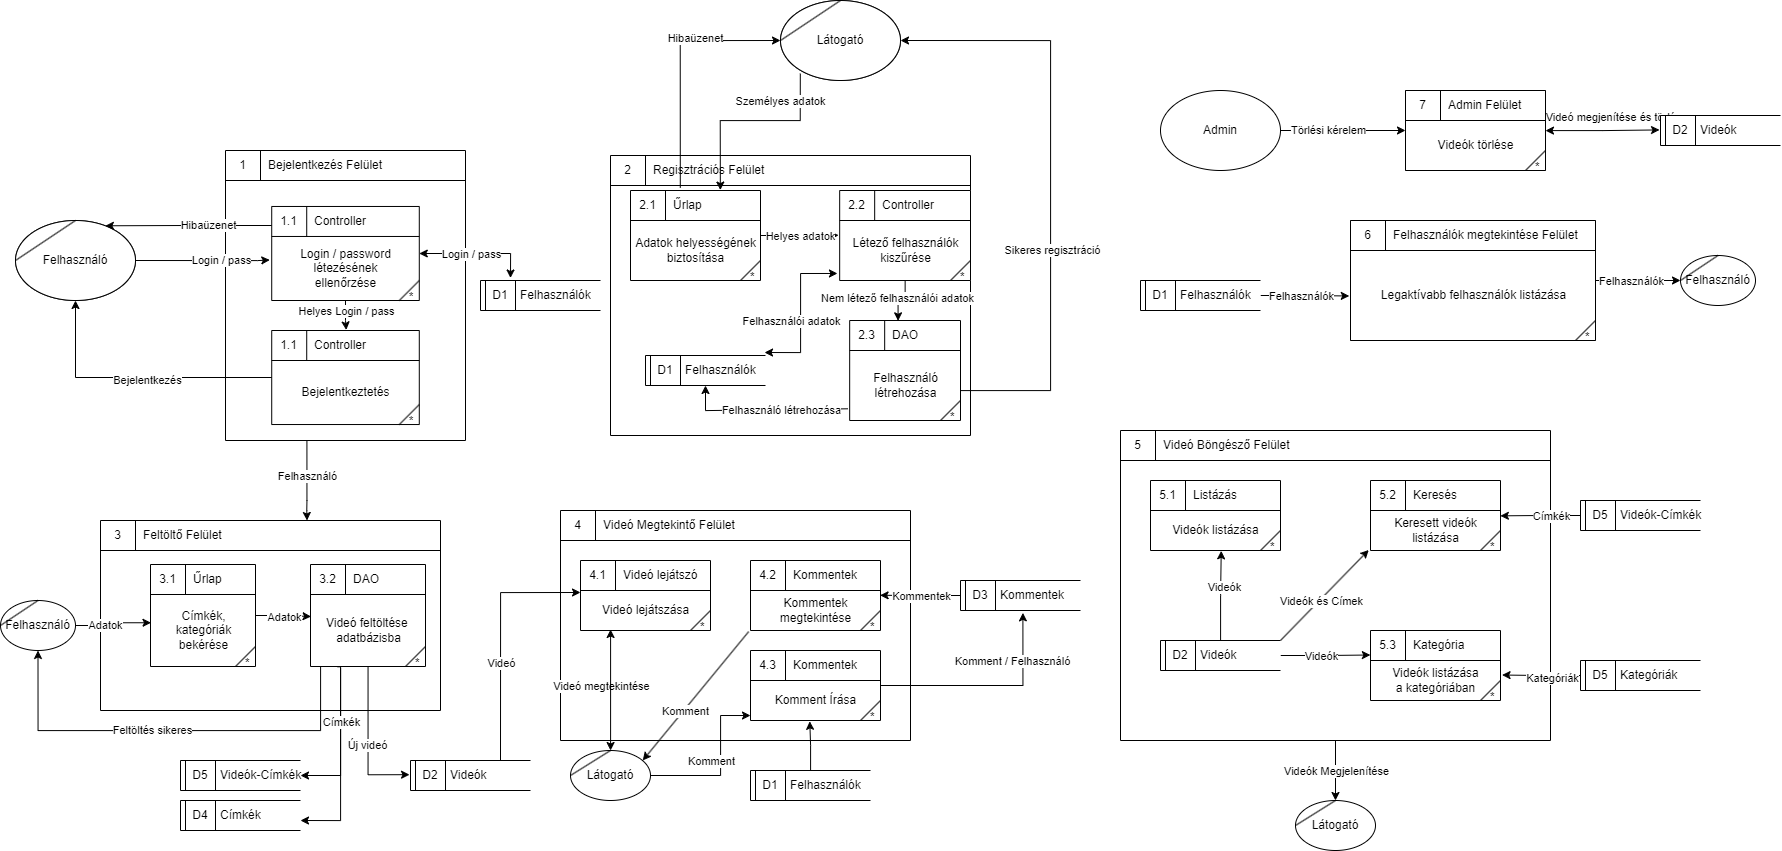 Látogató
Hibaüzenet
Személyes adatok
Sikeres regisztráció
1
Bejelentkezés Felület
1.1
Controller
Login / password
létezésének
ellenőrzése
*
Helyes Login / pass
1.1
Controller
Bejelentkeztetés
*
Felhasználó
Hibaüzenet
Login / pass
Bejelentkezés
Login / pass
D1
Felhasználók
Felhasználó
2
Regisztrációs Felület
2.1
Űrlap
Adatok helyességének
biztosítása
*
Helyes adatok
2.2
Controller
Létező felhasználók
kiszűrése
*
Nem létező felhasználói adatok
Felhasználói adatok
2.3
DAO
Felhasználó
létrehozása
*
D1
Felhasználók
Felhasználó létrehozása
Admin
Törlési kérelem
7
Admin Felület
Videók törlése
*
Videó megjenítése és
D2
Videók
D1
Felhasználók
Felhasználók
6
Felhasználók megtekintése Felület
Legaktívabb felhasználók listázása
*
Felhasználók
Felhasználó
3
Feltöltő Felület
3.1
Űrlap
Címkék,
kategóriák
bekérése
*
Adatok
3.2
DAO
Videó feltöltése
adatbázisba
*
Felhasználó
Adatok
Feltöltés sikeres
Címkék
Új videó
D5
Videók-Címkék
D4
Címkék
D2
Videók
Videó
4
Videó Megtekintő Felület
4.1
Videó lejátszó
Videó lejátszása
*
4.2
Kommentek
Kommentek
megtekintése
*
4.3
Kommentek
Komment Írása
*
Videó megtekintése
Komment
Komment
Látogató
D1
Felhasználók
Kommentek
D3
Kommentek
Komment / Felhasználó
5
Videó Böngésző Felület
5.1
Listázás
Videók listázása
*
5.2
Keresés
Keresett videók
listázása
*
Címkék
D5
Videók-Címkék
Videók
Videók és Címek
D2
Videók
Videók
5.3
Kategória
Videók listázása
a kategóriában
*
Kategóriák
D5
Kategóriák
Videók Megjelenítése
Látogató